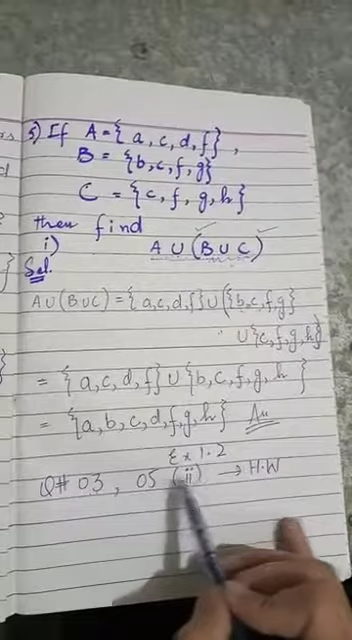 5) If A = { a, c, d, f } ,
B = {b, c, f, g}
C = {c, f, g, h}
then find
i) A ∪ (B ∪ C)
Sol.
A∪(B∪C) = {a,c,d,f} ∪ ({b,c,f,g}
∪{c,f,g,h})
= {a,c,d,f} ∪ {b,c,f,g,h}
= {a,b,c,d,f,g,h} Ans
Ex 1.2
Q# 03 , 05 (ii) → H.W